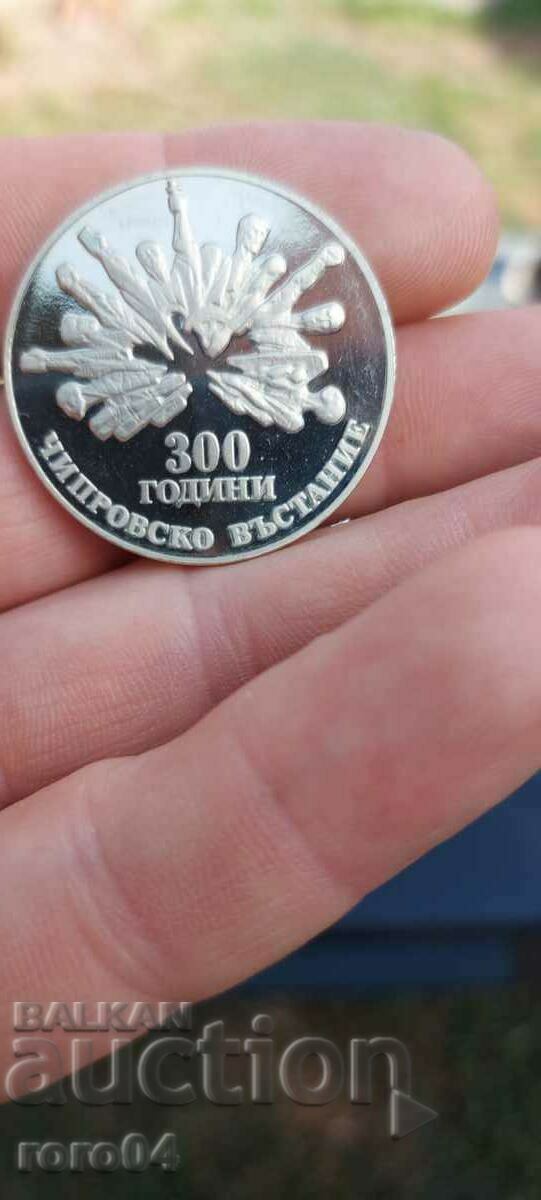 300
ГОДИНИ
ЧИПРОВСКО ВЪСТАНИЕ
BALKAN
auction
roro04